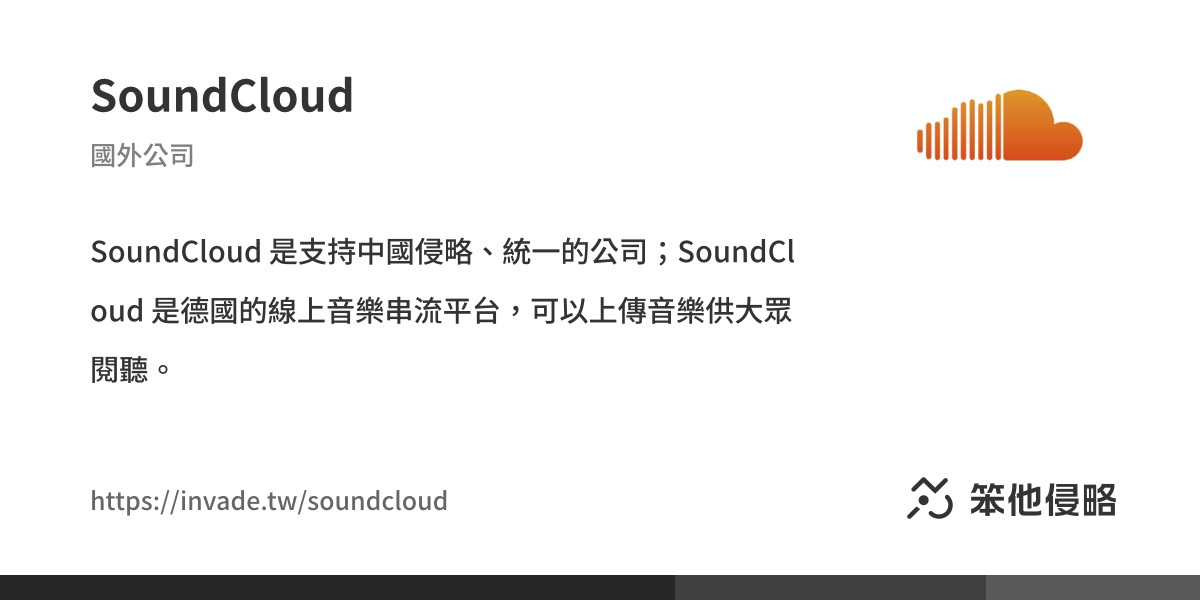 SoundCloud
國外公司
SoundCloud 是支持中國侵略、統一的公司；SoundCl
oud 是德國的線上音樂串流平台，可以上傳音樂供大眾
閱聽。
https://invade.tw/soundcloud
笨他侵略